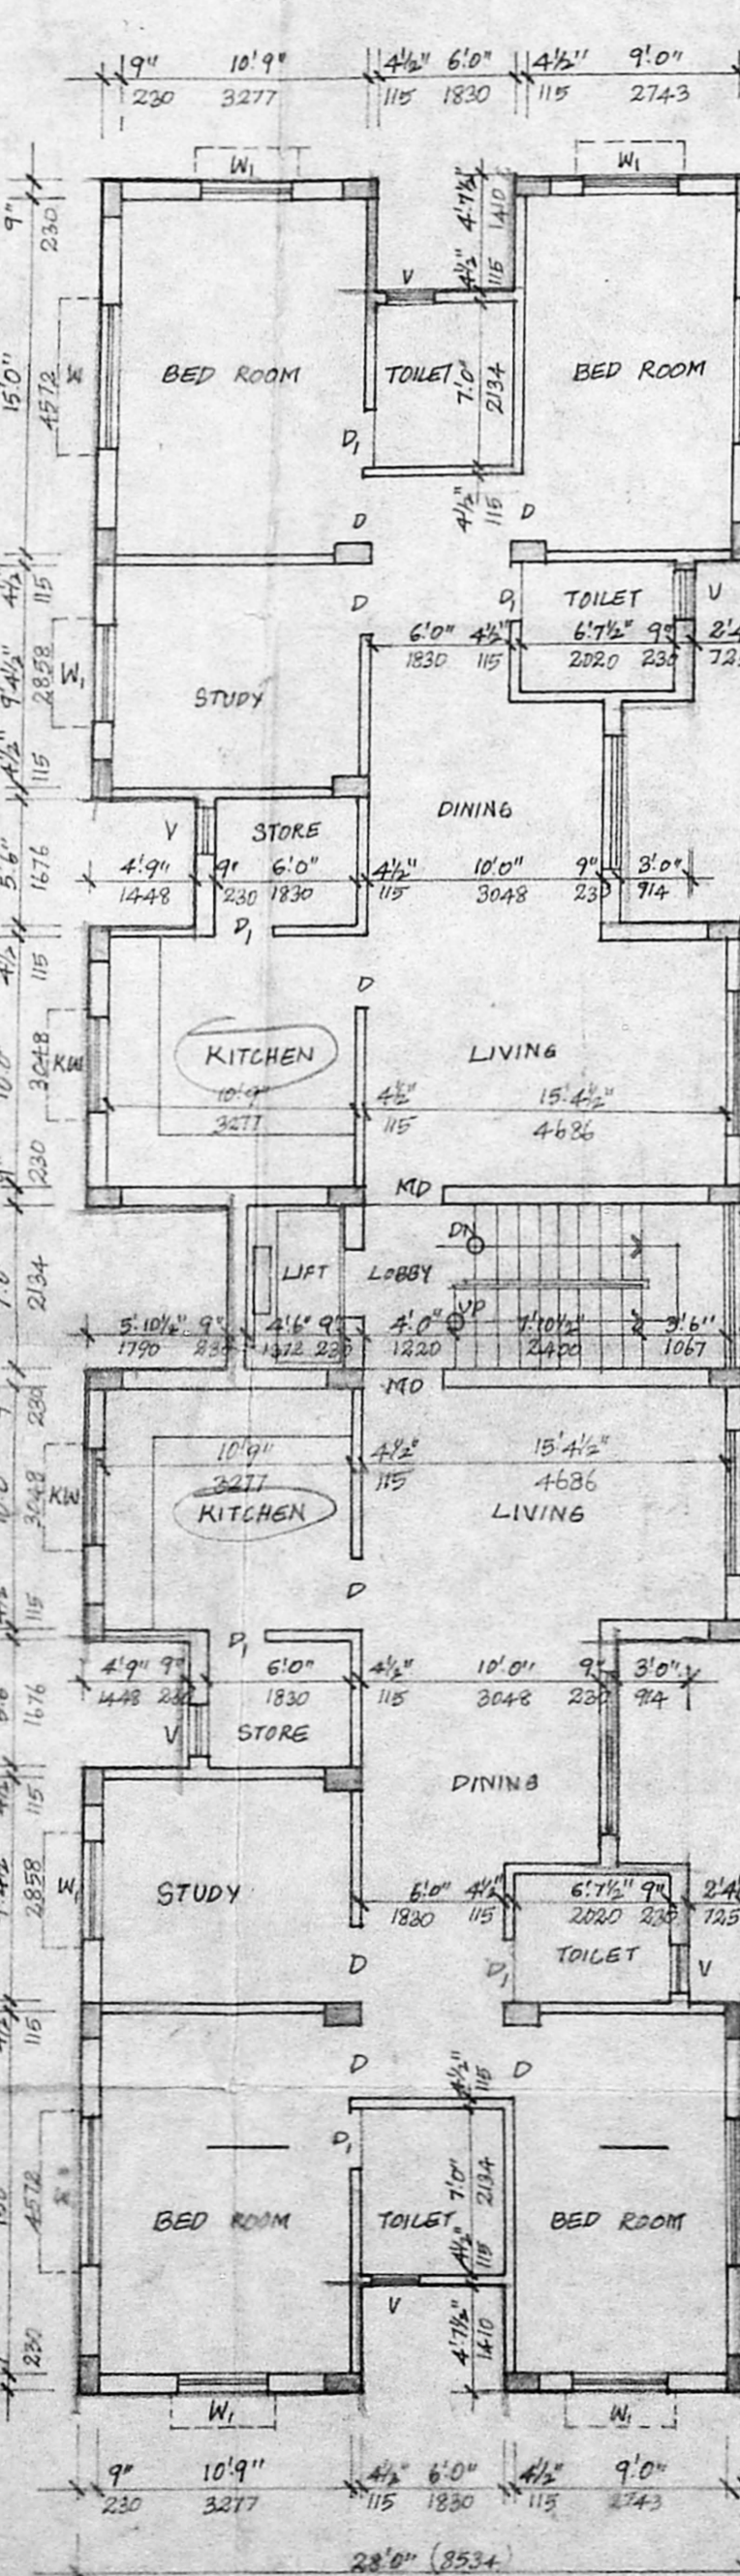 9" 10'9" 4½" 6'0" 4½" 9'0"
230 3277 115 1830 115 2743
W1 W1
9" 230 4'7½" 1410
4½" 115
V
15'0" 4572 BED ROOM TOILET 7'0" 2134 BED ROOM
D1
D 4½" 115 D
4½" 115
D D1 TOILET V
6'0" 4½" 6'7½" 9" 2'4
1830 115 2020 230 725
9'4½" 2858 W1 STUDY
4½" 115
DINING
V STORE
5'6" 1676 4'9" 9" 6'0" 4½" 10'0" 9" 3'0"
1448 230 1830 115 3048 230 914
D1
4½ 115 D
3048 KW KITCHEN LIVING
10'9" 4½" 15'4½"
3277 115 4686
230
MD
DN
LIFT LOBBY
2134 UP
5'10½" 9" 4'6" 9" 4'0" 7'10½" 3'6"
1790 230 1372 230 1220 2400 1067
MD
230
10'9" 4½" 15'4½"
3277 115 4686
3048 KW KITCHEN LIVING
D
115 D1
4'9" 9" 6'0" 4½" 10'0" 9" 3'0"
1448 230 1830 115 3048 230 914
1676 V STORE
115 DINING
2858 W1 STUDY 6'0" 4½" 6'7½" 9" 2'4
1830 115 2020 230 725
TOILET
D D1 V
115
D 4½" 115 D
D1
4572 BED ROOM TOILET 7'0" 2134 BED ROOM
4½" 115
V
230 4'7½" 1410
W1 W1
9" 10'9" 4½" 6'0" 4½" 9'0"
230 3277 115 1830 115 2743
28'0" (8534)